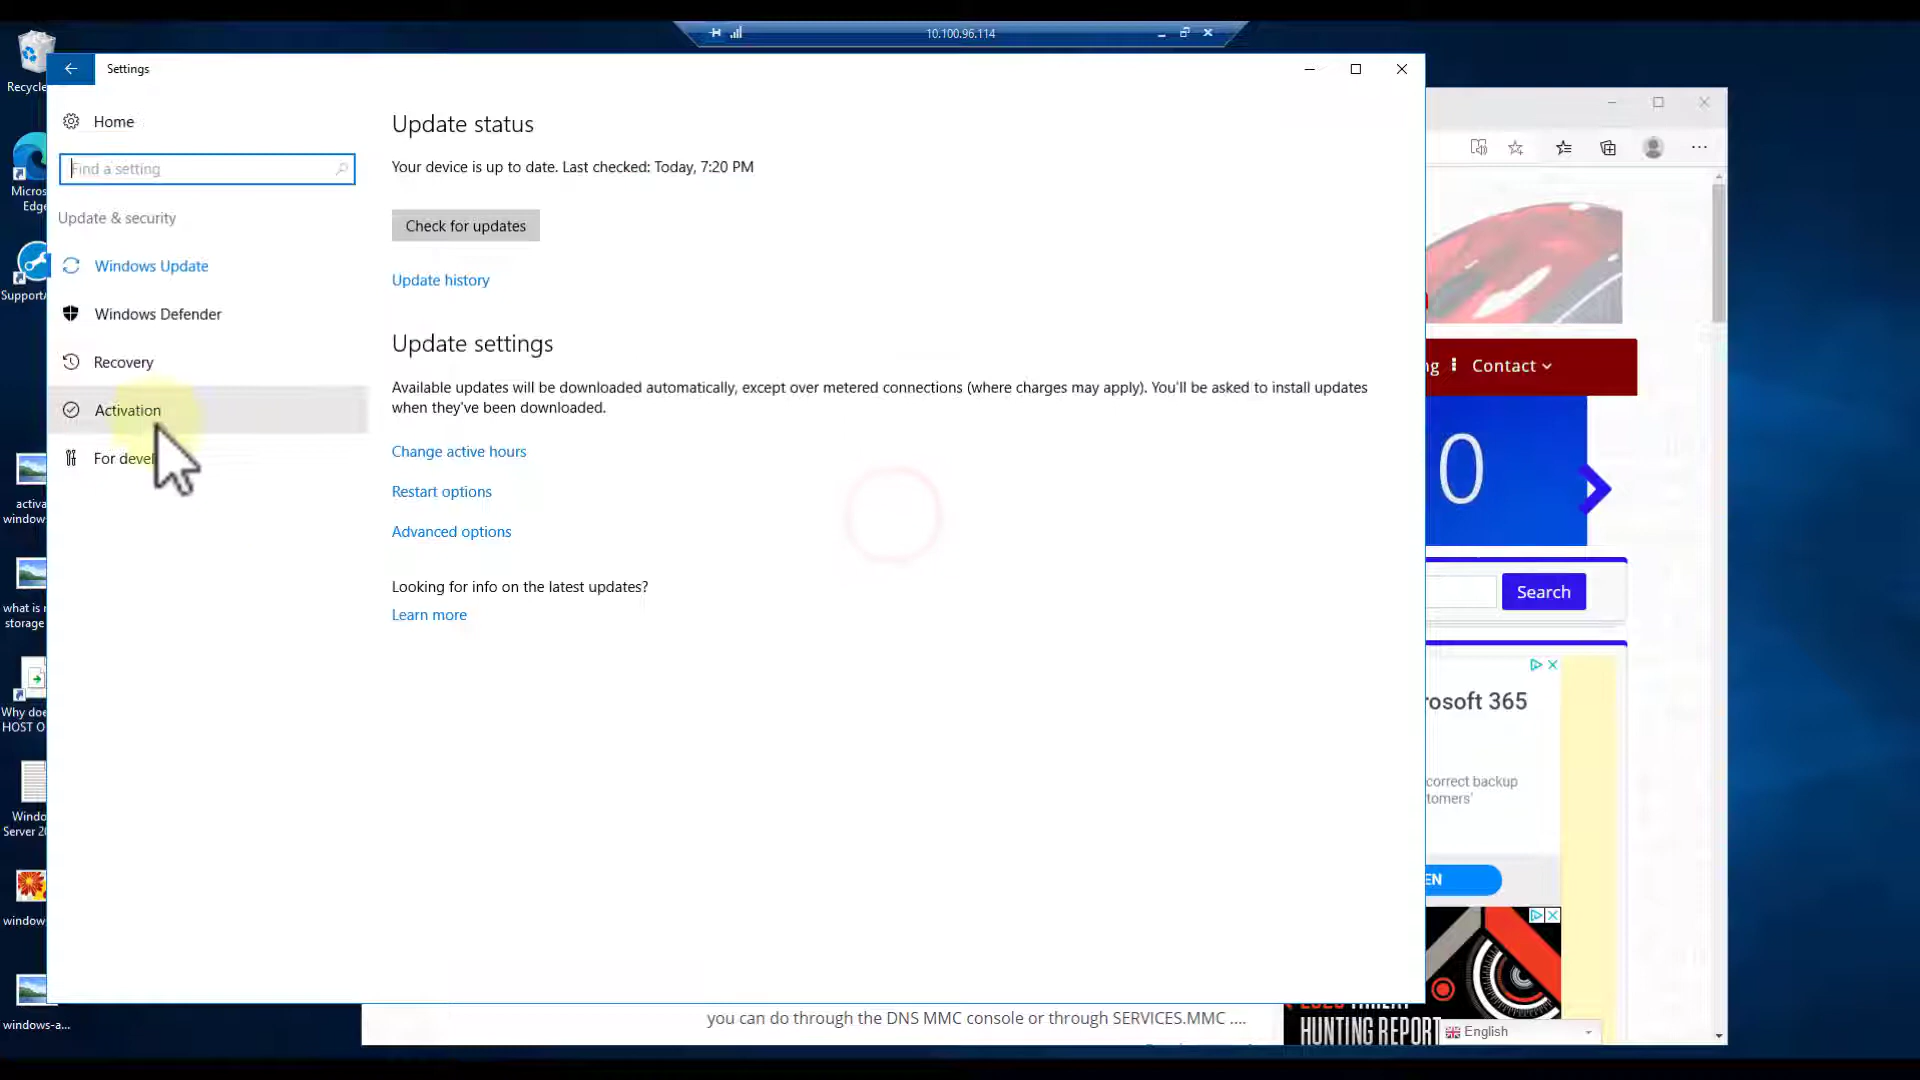 10.100.96.114
Settings
Home
Find a setting
Update & security
Windows Update
Windows Defender
Recovery
Activation
For devel
Update status
Your device is up to date. Last checked: Today, 7:20 PM
Check for updates
Update history
Update settings
Available updates will be downloaded automatically, except over metered connections (where charges may apply). You'll be asked to install updates
when they've been downloaded.
Change active hours
Restart options
Advanced options
Looking for info on the latest updates?
Learn more
Recycle
Micros
Edge
SupportA
activa
window
what is
storage
Why doe
HOST O
Windo
Server 20
window
windows-a...
ng
Contact
0
Search
rosoft 365
correct backup
tomers'
EN
HUNTING REPORT
English
you can do through the DNS MMC console or through SERVICES.MMC ....